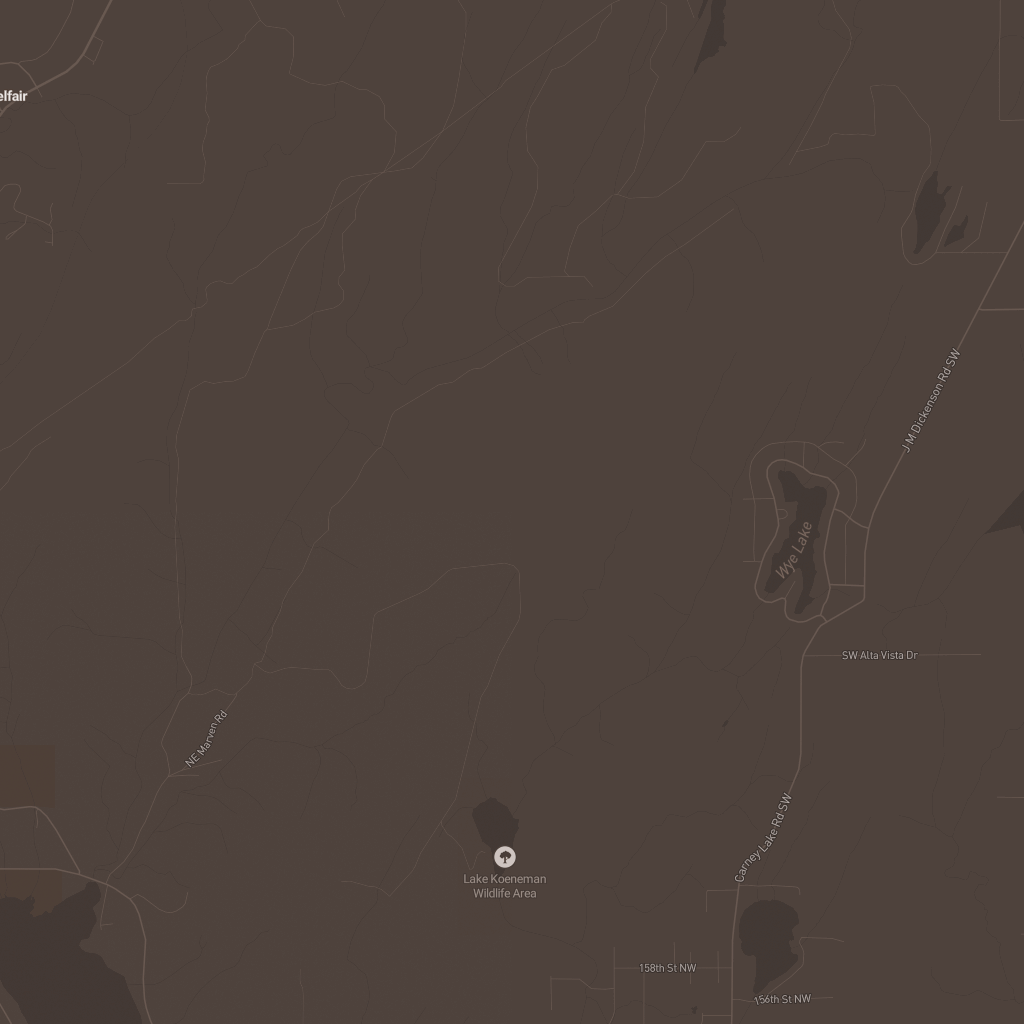 elfair
J M Dickenson Rd SW
Wye Lake
SW Alta Vista Dr
NE Marven Rd
Carney Lake Rd SW
Lake Koeneman
Wildlife Area
158th St NW
156th St NW